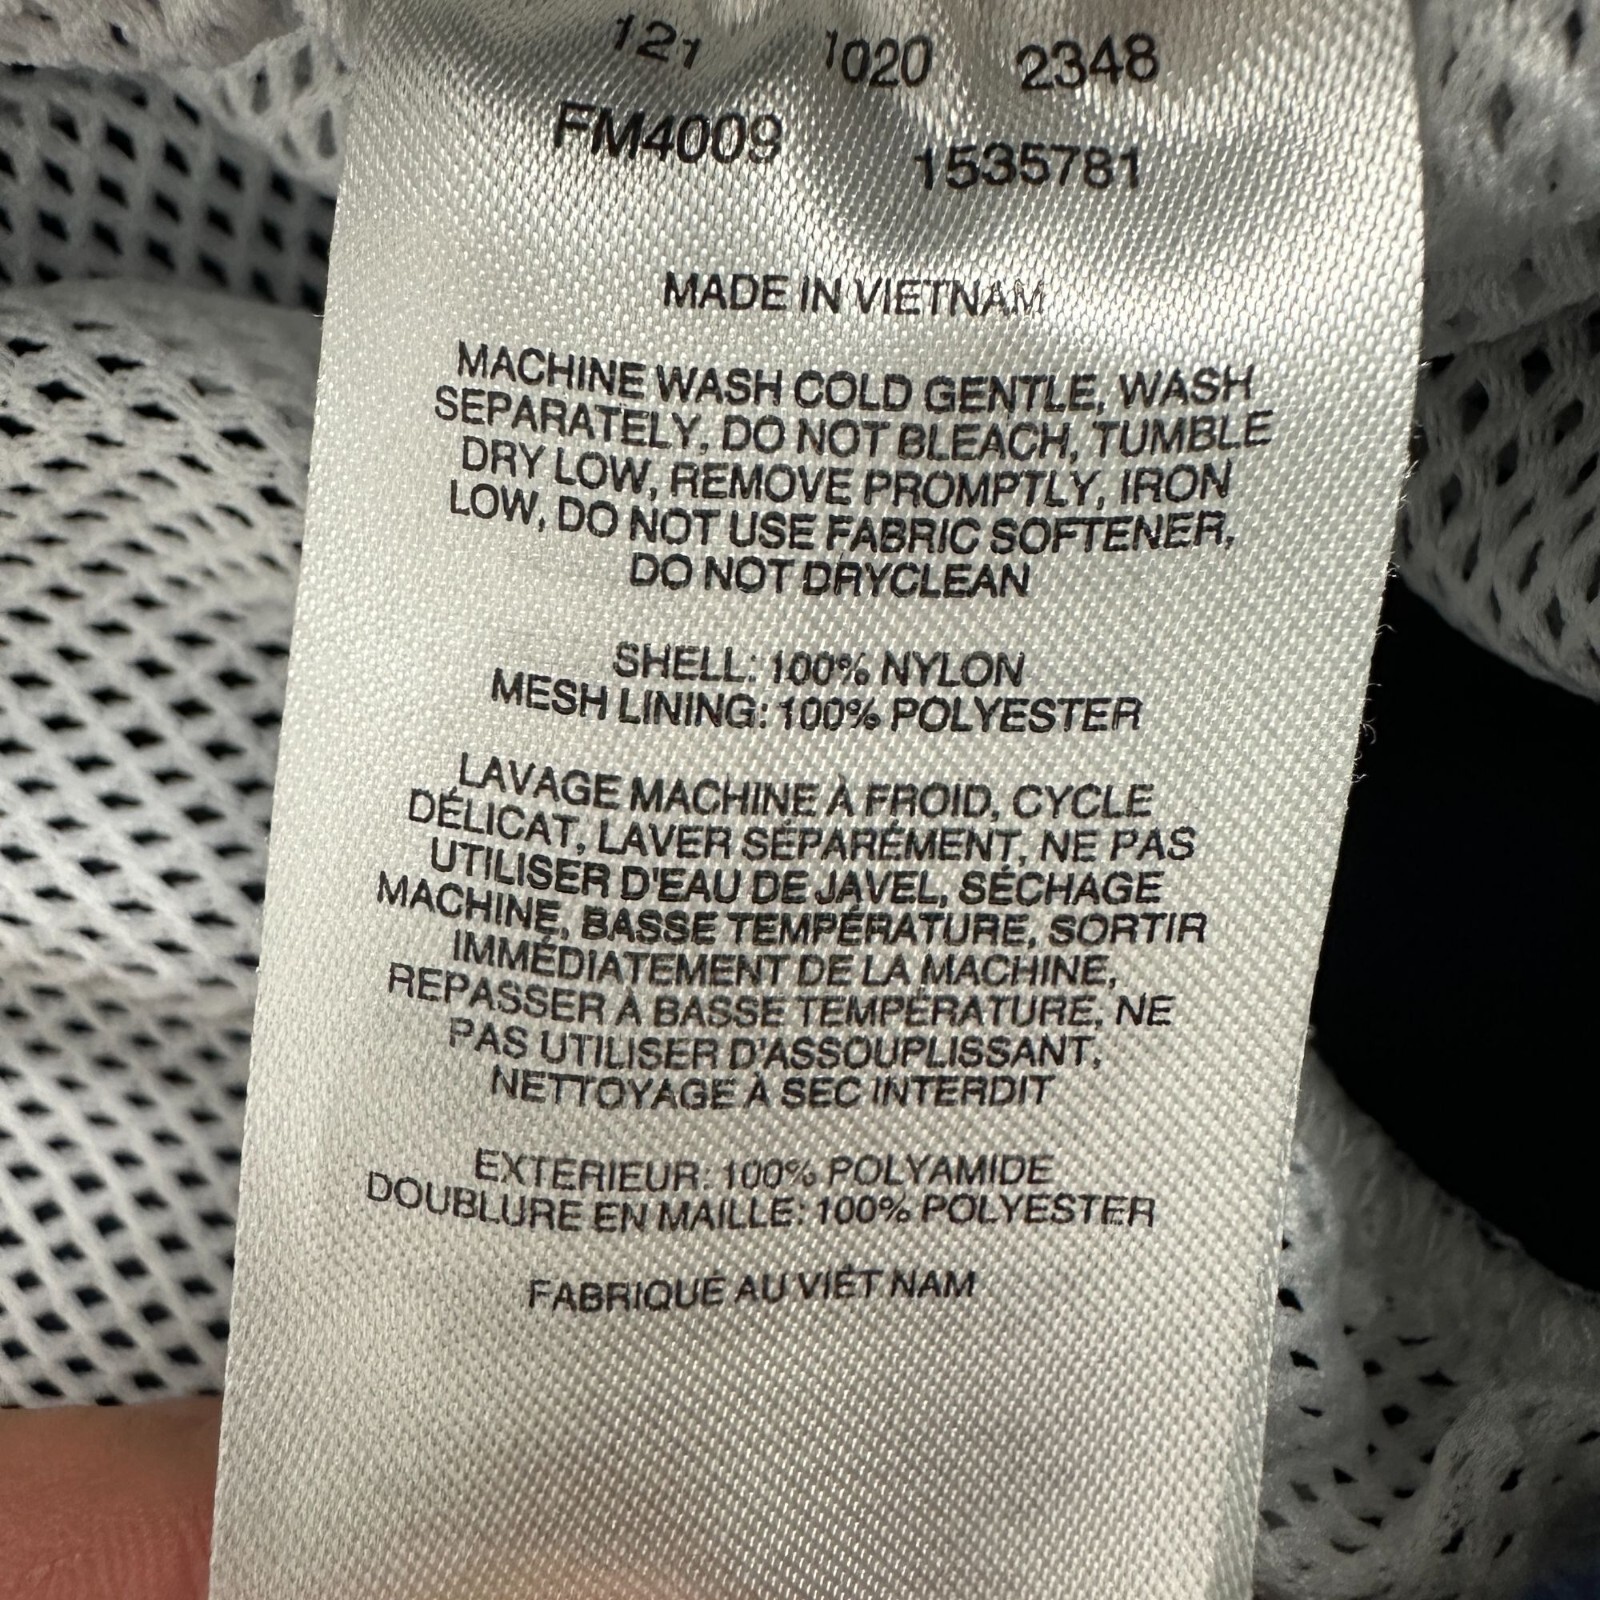 121 1020 2348
FM4009 1535781
MADE IN VIETNAM
MACHINE WASH COLD GENTLE, WASH
SEPARATELY, DO NOT BLEACH, TUMBLE
DRY LOW, REMOVE PROMPTLY, IRON
LOW, DO NOT USE FABRIC SOFTENER,
DO NOT DRYCLEAN
SHELL: 100% NYLON
MESH LINING: 100% POLYESTER
LAVAGE MACHINE À FROID, CYCLE
DÉLICAT, LAVER SÉPARÉMENT, NE PAS
UTILISER D'EAU DE JAVEL, SÉCHAGE
MACHINE, BASSE TEMPÉRATURE, SORTIR
IMMÉDIATEMENT DE LA MACHINE,
REPASSER À BASSE TEMPÉRATURE, NE
PAS UTILISER D'ASSOUPLISSANT,
NETTOYAGE À SEC INTERDIT
EXTÉRIEUR: 100% POLYAMIDE
DOUBLURE EN MAILLE: 100% POLYESTER
FABRIQUÉ AU VIÊT NAM